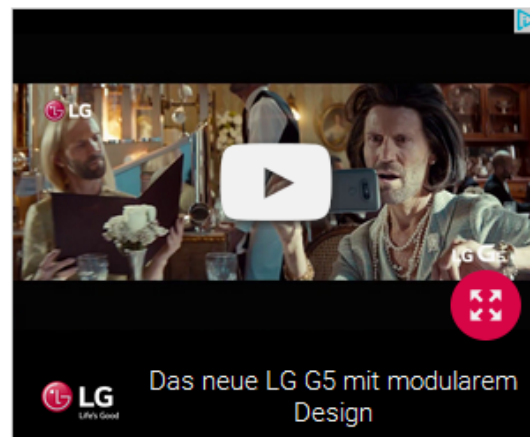 LG
LG G5
LG
Life's Good
Das neue LG G5 mit modularem
Design